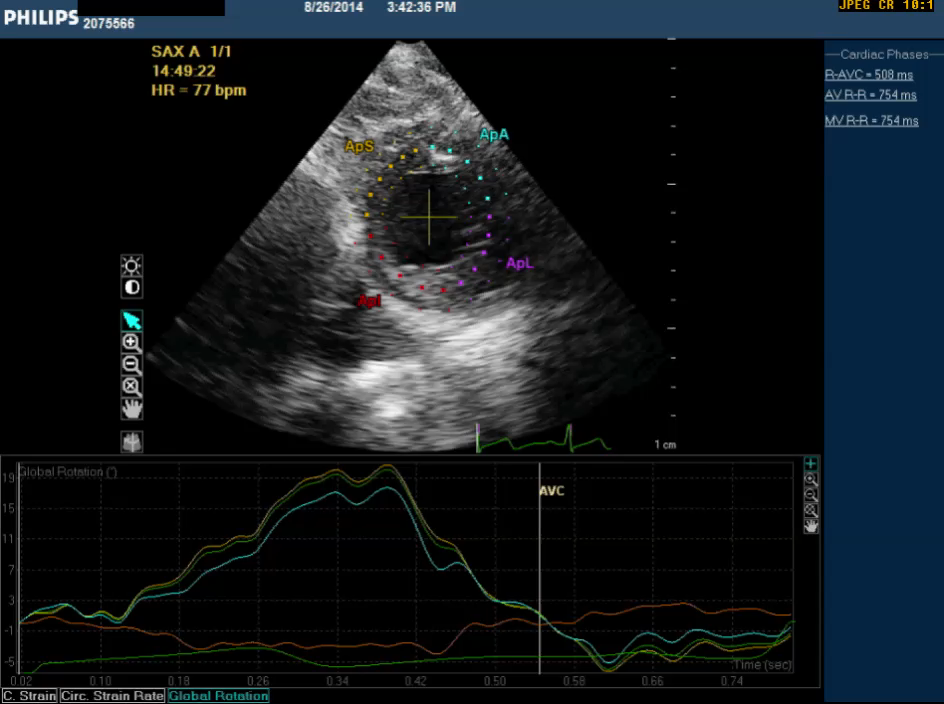 PHILIPS 2075566
8/26/2014 3:42:36 PM
JPEG CR 10:1
SAX A 1/1
14:49:22
HR = 77 bpm
Cardiac Phases
R-AVC = 508 ms
AV R-R = 754 ms
MV R-R = 754 ms
ApS
ApA
ApL
ApI
1 cm
Global Rotation (°)
AVC
19
15
11
7
3
-1
-5
Time (sec)
0.02 0.10 0.18 0.26 0.34 0.42 0.50 0.58 0.66 0.74
C. Strain Circ. Strain Rate Global Rotation